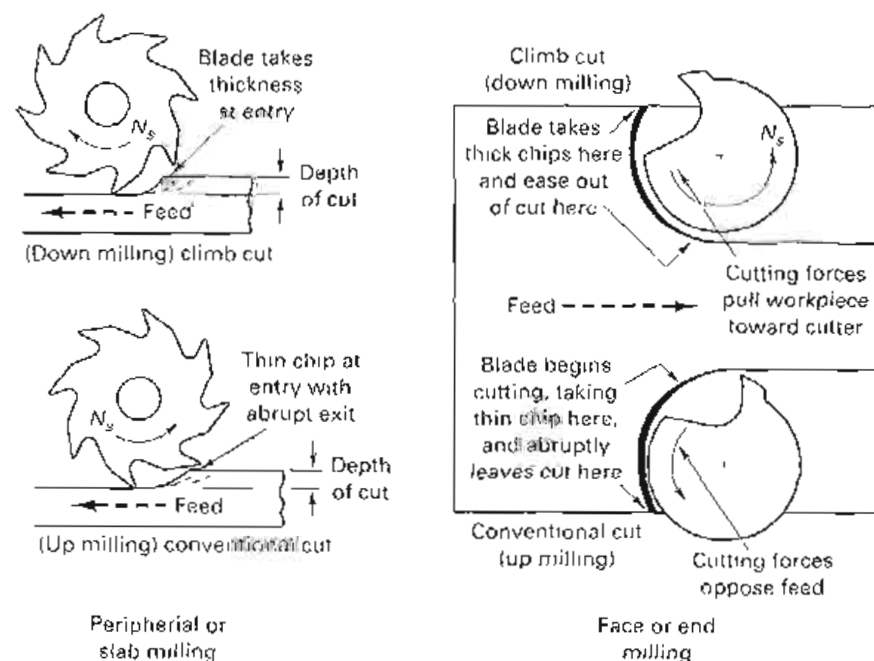 Blade takes
thickness
at entry
Ns
Depth
of cut
Feed
(Down milling) climb cut
Thin chip at
entry with
abrupt exit
Ns
Depth
of cut
Feed
(Up milling) conventional cut
Peripherial or
slab milling
Climb cut
(down milling)
Blade takes
thick chips here
and ease out
of cut here
Ns
Cutting forces
pull workpiece
toward cutter
Feed
Blade begins
cutting, taking
thin chip here,
and abruptly
leaves cut here
Conventional cut
(up milling)
Cutting forces
oppose feed
Face or end
milling